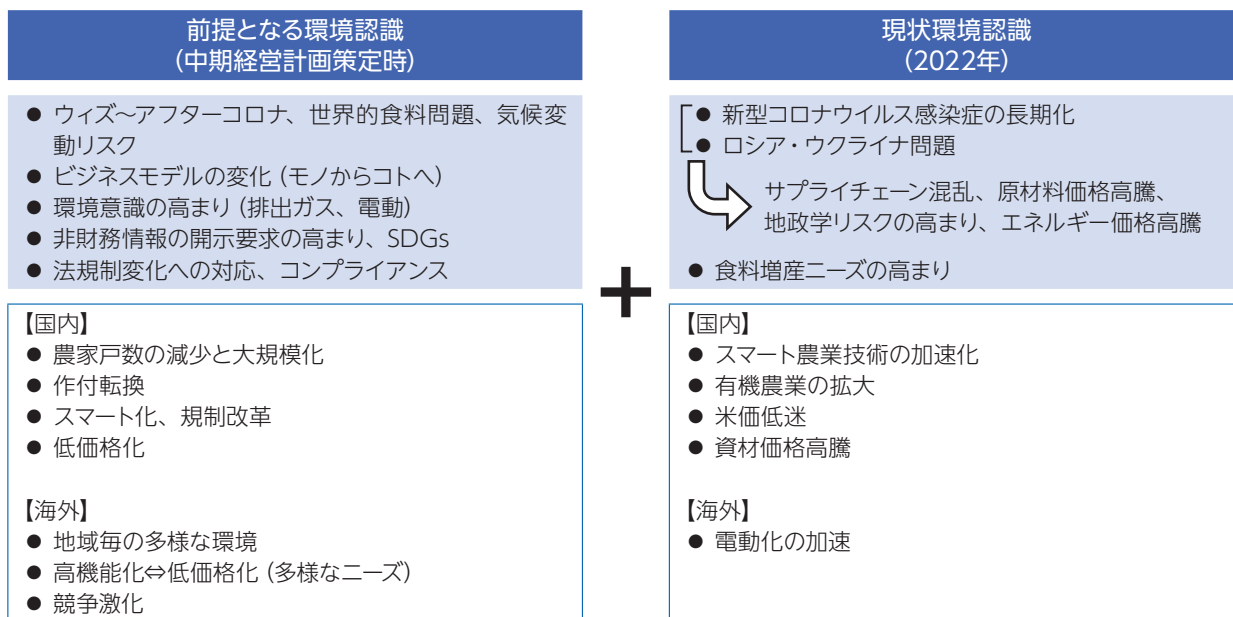 前提となる環境認識
(中期経営計画策定時)
● ウィズ～アフターコロナ、世界的食料問題、気候変
動リスク
● ビジネスモデルの変化 (モノからコトへ)
● 環境意識の高まり (排出ガス、電動)
● 非財務情報の開示要求の高まり、SDGs
● 法規制変化への対応、コンプライアンス
【国内】
● 農家戸数の減少と大規模化
● 作付転換
● スマート化、規制改革
● 低価格化
【海外】
● 地域毎の多様な環境
● 高機能化⇔低価格化 (多様なニーズ)
● 競争激化
+
現状環境認識
(2022年)
● 新型コロナウイルス感染症の長期化
● ロシア・ウクライナ問題
サプライチェーン混乱、原材料価格高騰、
地政学リスクの高まり、エネルギー価格高騰
● 食料増産ニーズの高まり
【国内】
● スマート農業技術の加速化
● 有機農業の拡大
● 米価低迷
● 資材価格高騰
【海外】
● 電動化の加速